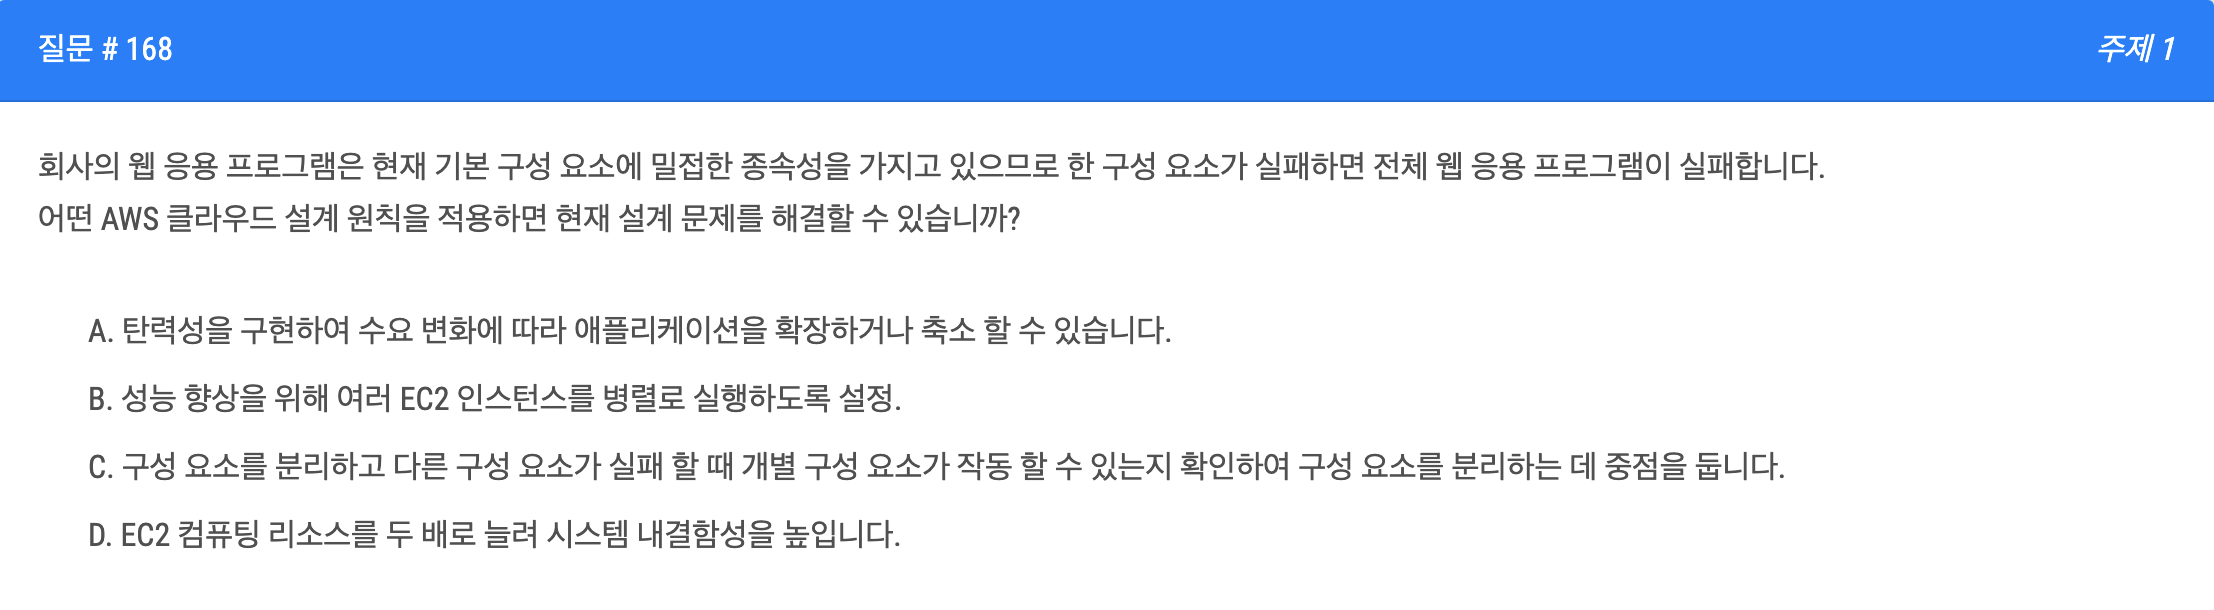 질문 # 168
주제 1
회사의 웹 응용 프로그램은 현재 기본 구성 요소에 밀접한 종속성을 가지고 있으므로 한 구성 요소가 실패하면 전체 웹 응용 프로그램이 실패합니다.
어떤 AWS 클라우드 설계 원칙을 적용하면 현재 설계 문제를 해결할 수 있습니까?
A. 탄력성을 구현하여 수요 변화에 따라 애플리케이션을 확장하거나 축소 할 수 있습니다.
B. 성능 향상을 위해 여러 EC2 인스턴스를 병렬로 실행하도록 설정.
C. 구성 요소를 분리하고 다른 구성 요소가 실패 할 때 개별 구성 요소가 작동 할 수 있는지 확인하여 구성 요소를 분리하는 데 중점을 둡니다.
D. EC2 컴퓨팅 리소스를 두 배로 늘려 시스템 내결함성을 높입니다.